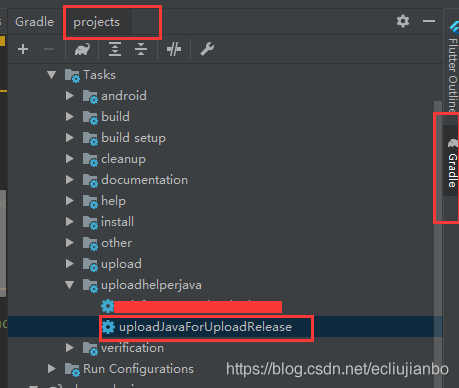 Gradle projects
Flutter Outline
Tasks
android
build
build setup
cleanup
documentation
Gradle
help
install
other
upload
uploadhelperjava
uploadJavaForUploadRelease
verification
Run Configurations
https://blog.csdn.net/ecliujianbo